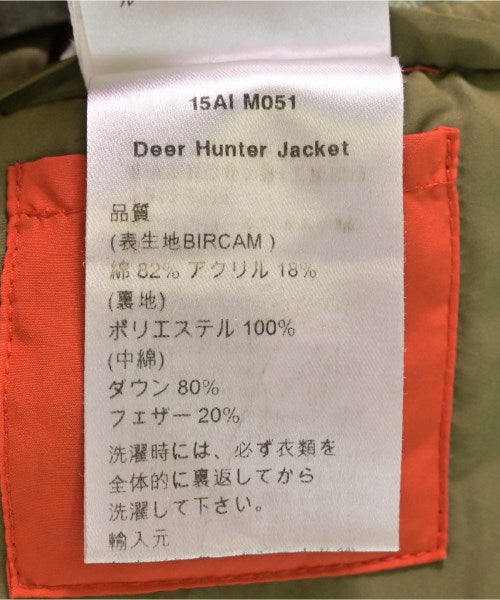 ル
15AI M051
Deer Hunter Jacket
品質
(表生地BIRCAM )
綿 82% アクリル 18%
(裏地)
ポリエステル 100%
(中綿)
ダウン 80%
フェザー 20%
洗濯時には、必ず衣類を
全体的に裏返してから
洗濯して下さい。
輸入元